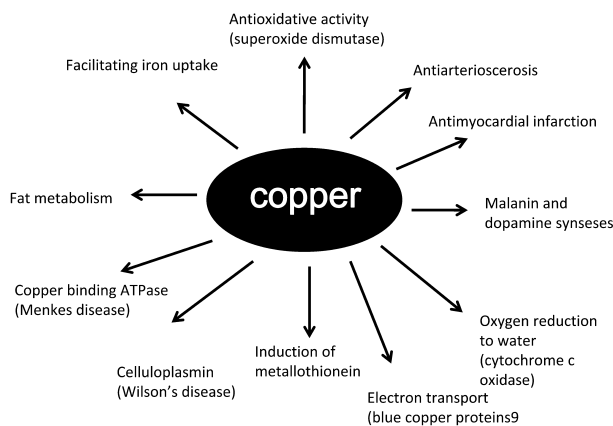 Antioxidative activity
(superoxide dismutase)
Facilitating iron uptake
Antiarterioscerosis
Antimyocardial infarction
copper
Fat metabolism
Malanin and
dopamine synseses
Copper binding ATPase
(Menkes disease)
Oxygen reduction
to water
(cytochrome c
oxidase)
Induction of
metallothionein
Celluloplasmin
(Wilson’s disease)
Electron transport
(blue copper proteins9